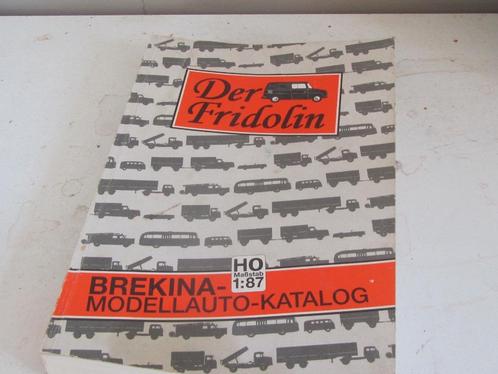 Der
Fridolin
HO
Maßstab
1:87
BREKINA-
MODELLAUTO-KATALOG